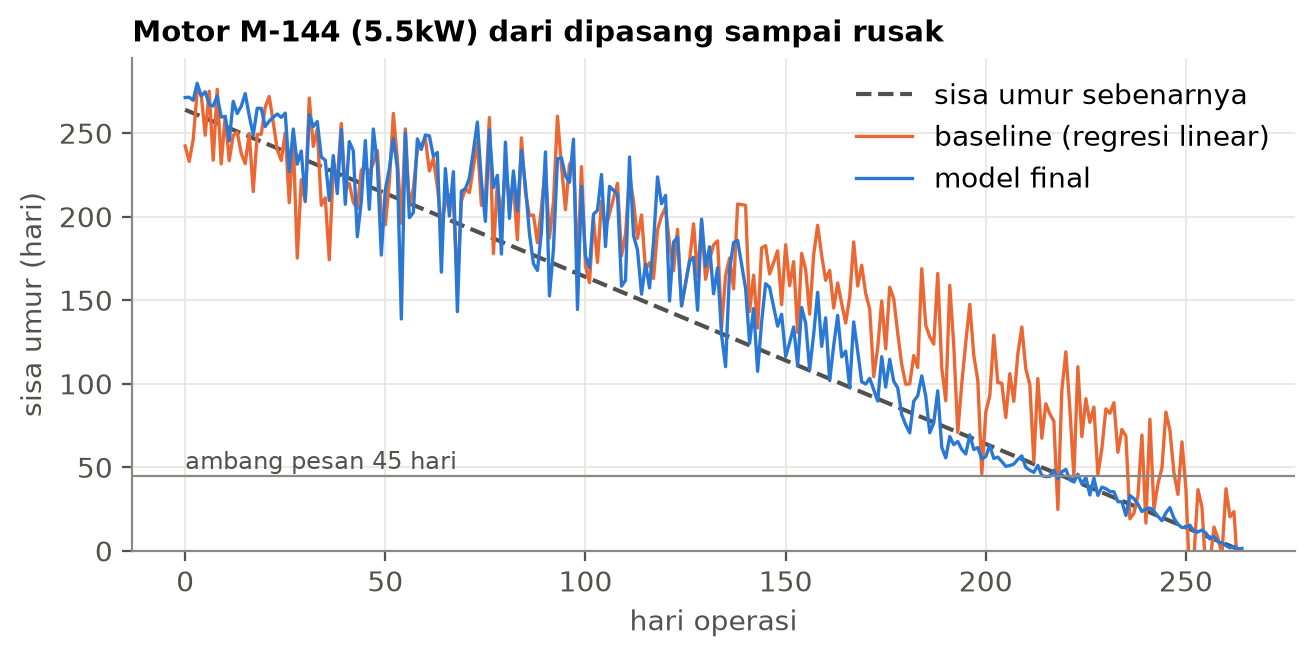 Motor M-144 (5.5kW) dari dipasang sampai rusak
sisa umur sebenarnya
baseline (regresi linear)
model final
sisa umur (hari)
250
200
150
100
50
0
ambang pesan 45 hari
0 50 100 150 200 250
hari operasi